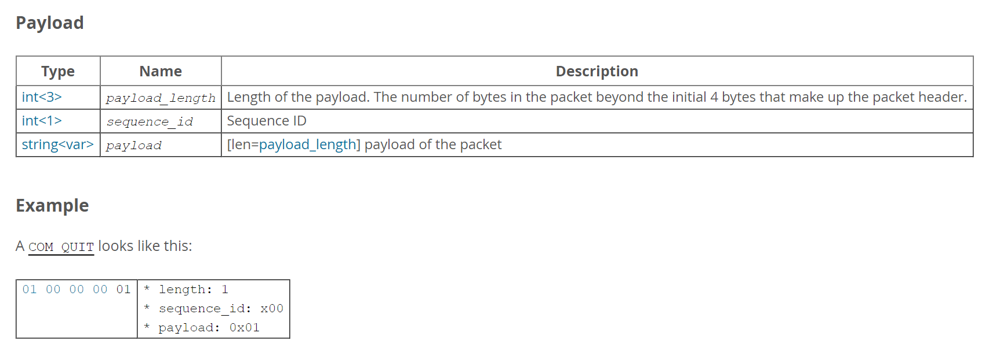 Payload
Type Name Description
int<3> payload_length Length of the payload. The number of bytes in the packet beyond the initial 4 bytes that make up the packet header.
int<1> sequence_id Sequence ID
string<var> payload [len=payload_length] payload of the packet
Example
A COM_QUIT looks like this:
01 00 00 00 01 * length: 1
* sequence_id: x00
* payload: 0x01